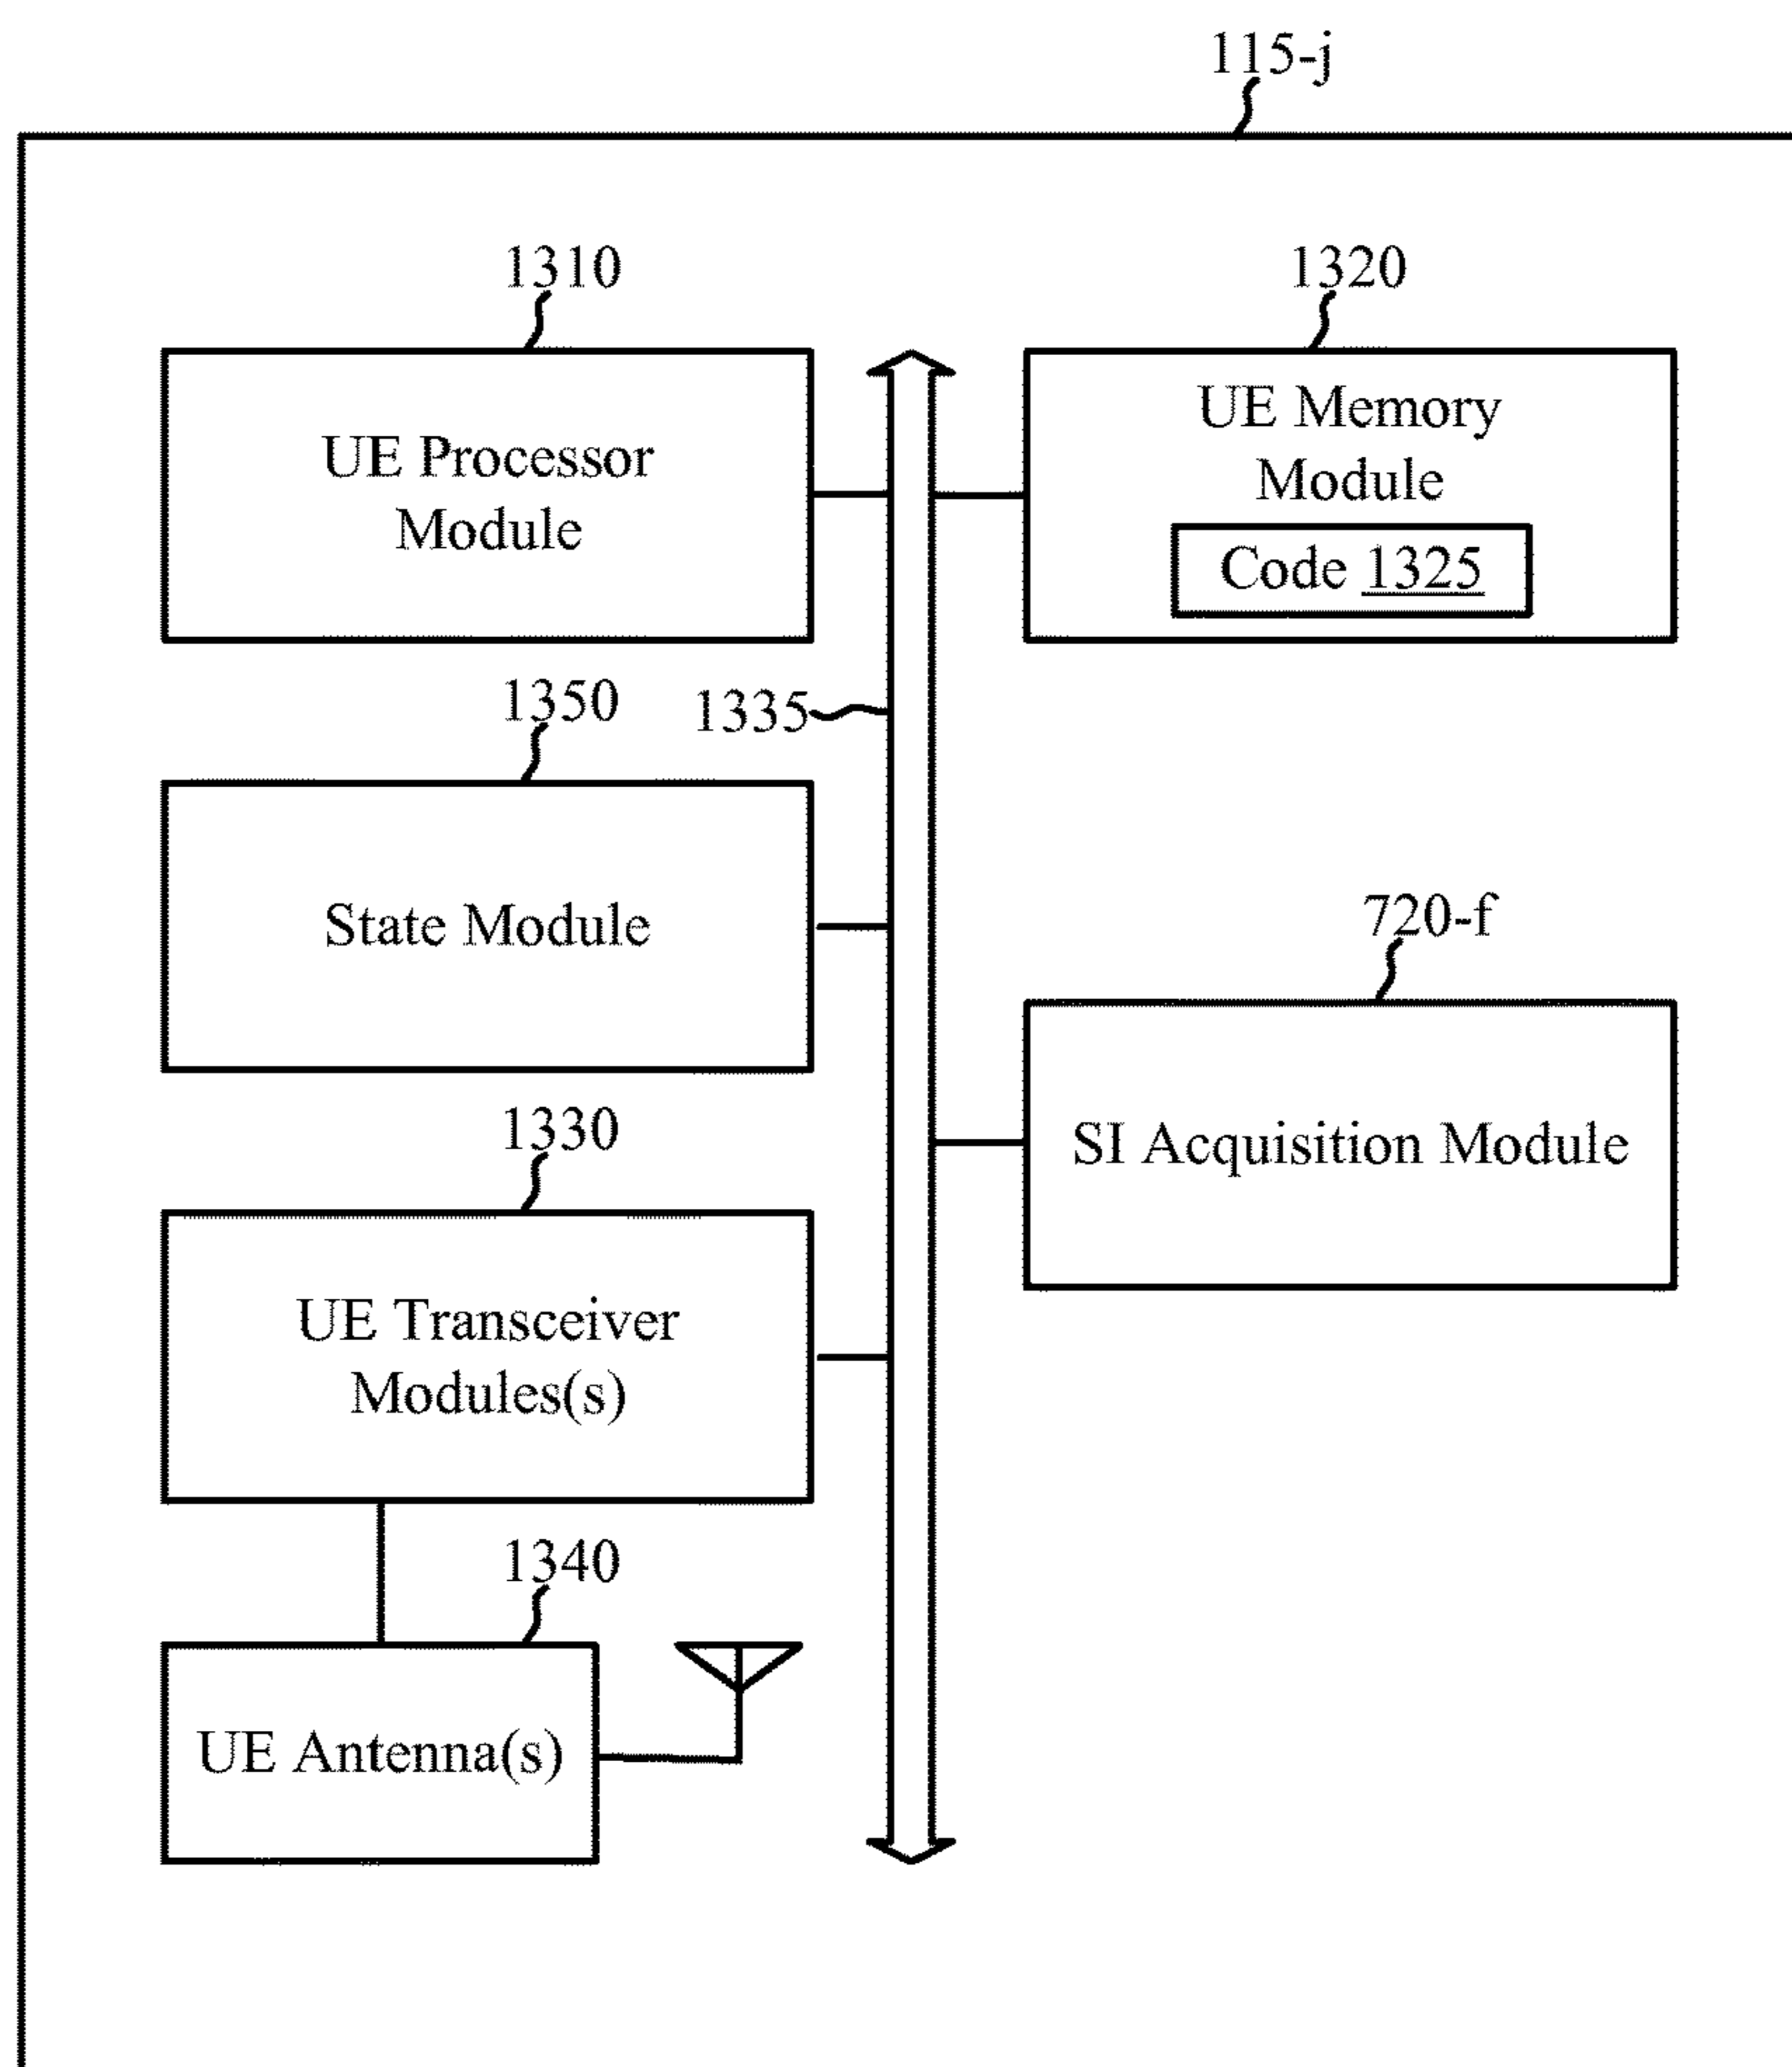 115-j
1310
1320
UE Processor
Module
UE Memory
Module
Code 1325
1350
1335
State Module
720-f
SI Acquisition Module
1330
UE Transceiver
Modules(s)
1340
UE Antenna(s)